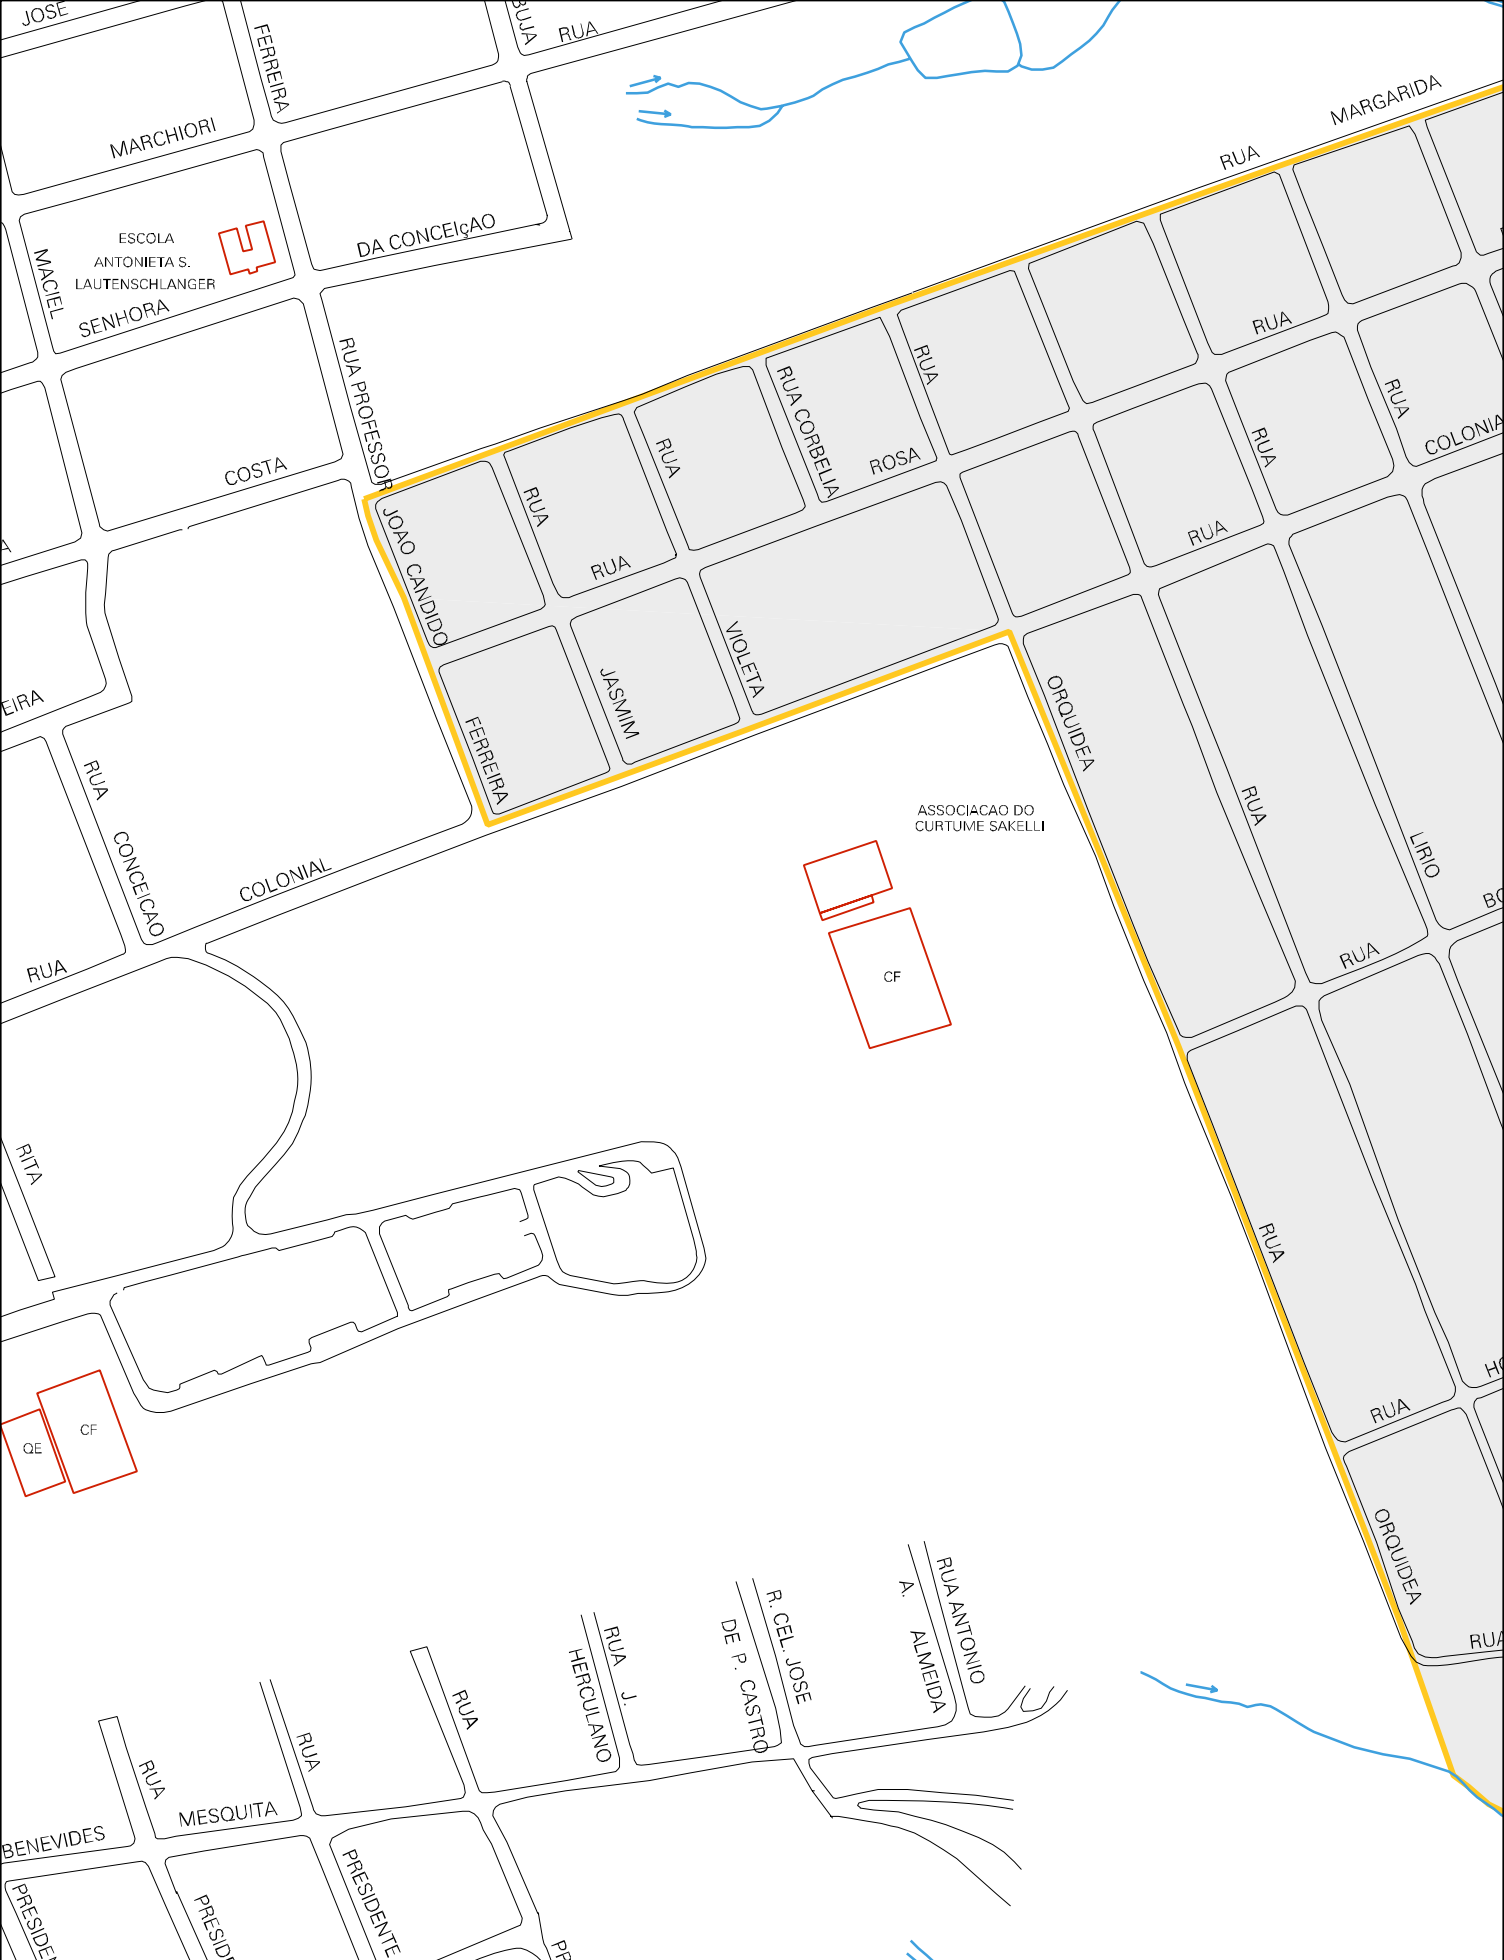 JOSE
FERREIRA
BUJA
RUA
MARCHIORI
MARGARIDA
RUA
ESCOLA
ANTONIETA S.
LAUTENSCHLANGER
MACIEL
SENHORA
DA CONCEIçAO
RUA PROFESSOR
RUA
RUA
RUA CORBELIA
RUA
COLONIA
COSTA
RUA
ROSA
RUA
JOAO CANDIDO
RUA
RUA
RUA
EIRA
JASMIM
VIOLETA
ORQUIDEA
FERREIRA
RUA
CONCEICAO
COLONIAL
RUA
ASSOCIACAO DO
CURTUME SAKELLI
RUA
LIRIO
RUA
CF
RITA
RUA
RUA
CF
QE
ORQUIDEA
RUA
RUA ANTONIO
A. ALMEIDA
R. CEL. JOSE
DE P. CASTRO
RUA J.
HERCULANO
RUA
RUA
RUA
MESQUITA
BENEVIDES
PRESIDENTE
PRESID
PRESIDEN